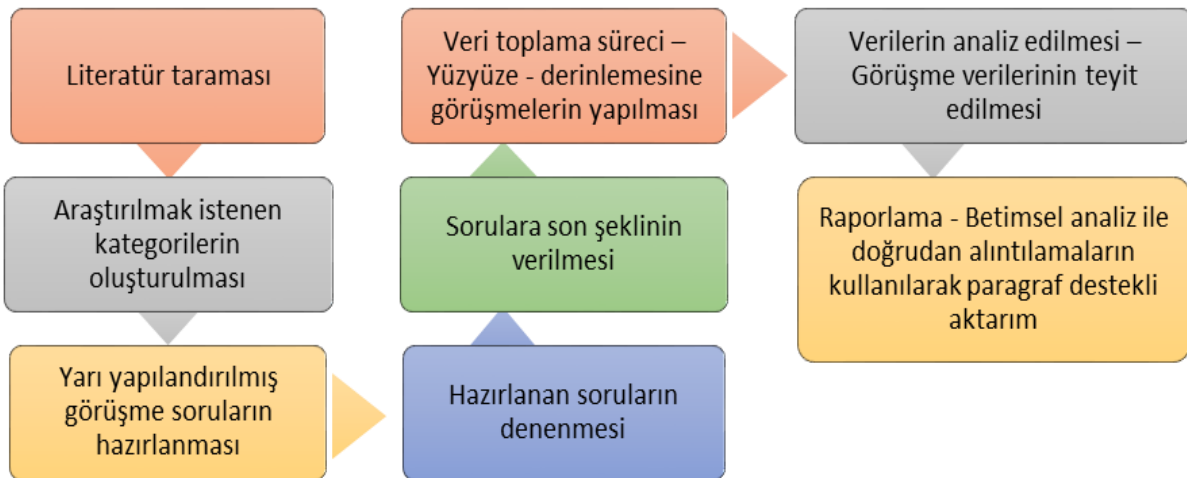 Literatür taraması
Araştırılmak istenen
kategorilerin
oluşturulması
Yarı yapılandırılmış
görüşme soruların
hazırlanması
Hazırlanan soruların
denenmesi
Sorulara son şeklinin
verilmesi
Veri toplama süreci –
Yüzyüze - derinlemesine
görüşmelerin yapılması
Verilerin analiz edilmesi –
Görüşme verilerinin teyit
edilmesi
Raporlama - Betimsel analiz ile
doğrudan alıntılamaların
kullanılarak paragraf destekli
aktarım